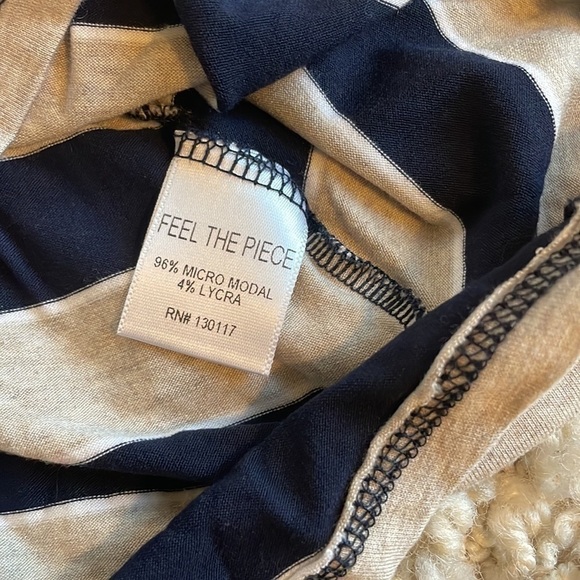 FEEL THE PIECE
96% MICRO MODAL
4% LYCRA
RN# 130117